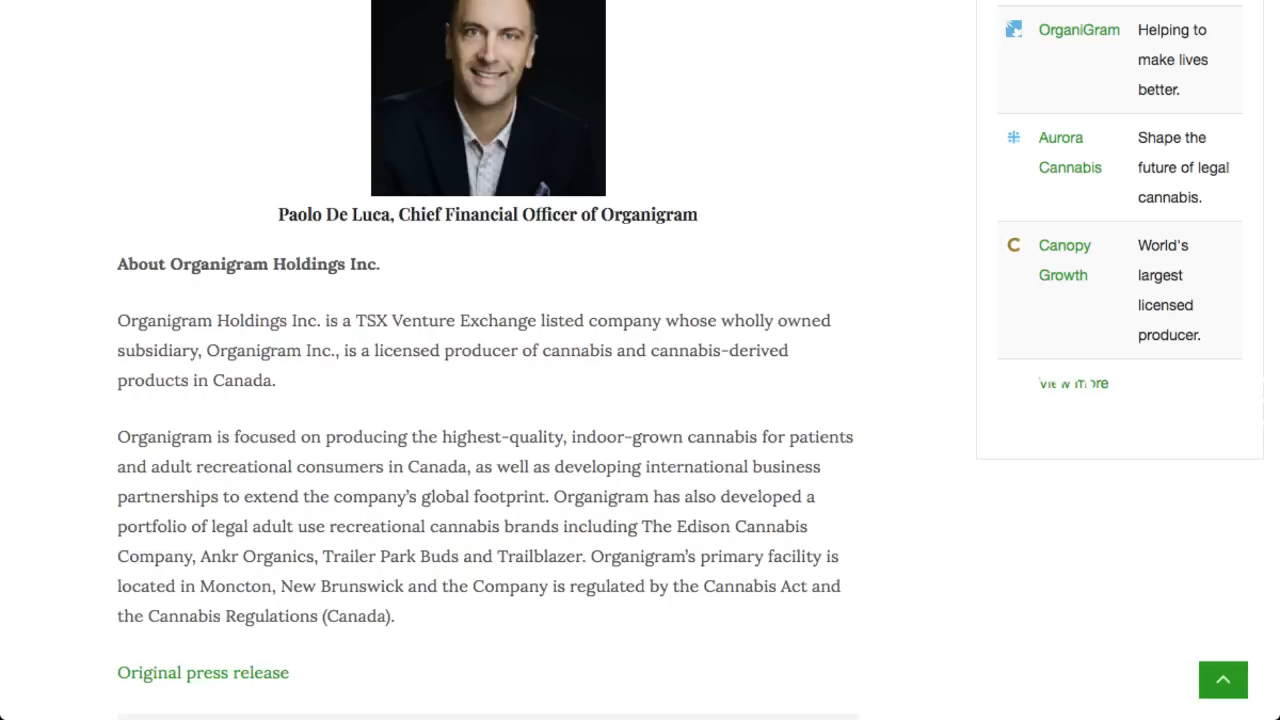 Paolo De Luca, Chief Financial Officer of Organigram
About Organigram Holdings Inc.
Organigram Holdings Inc. is a TSX Venture Exchange listed company whose wholly owned
subsidiary, Organigram Inc., is a licensed producer of cannabis and cannabis-derived
products in Canada.
Organigram is focused on producing the highest-quality, indoor-grown cannabis for patients
and adult recreational consumers in Canada, as well as developing international business
partnerships to extend the company's global footprint. Organigram has also developed a
portfolio of legal adult use recreational cannabis brands including The Edison Cannabis
Company, Ankr Organics, Trailer Park Buds and Trailblazer. Organigram's primary facility is
located in Moncton, New Brunswick and the Company is regulated by the Cannabis Act and
the Cannabis Regulations (Canada).
Original press release
OrganiGram Helping to
make lives
better.
Aurora Shape the
Cannabis future of legal
cannabis.
C Canopy World's
Growth largest
licensed
producer.
View more